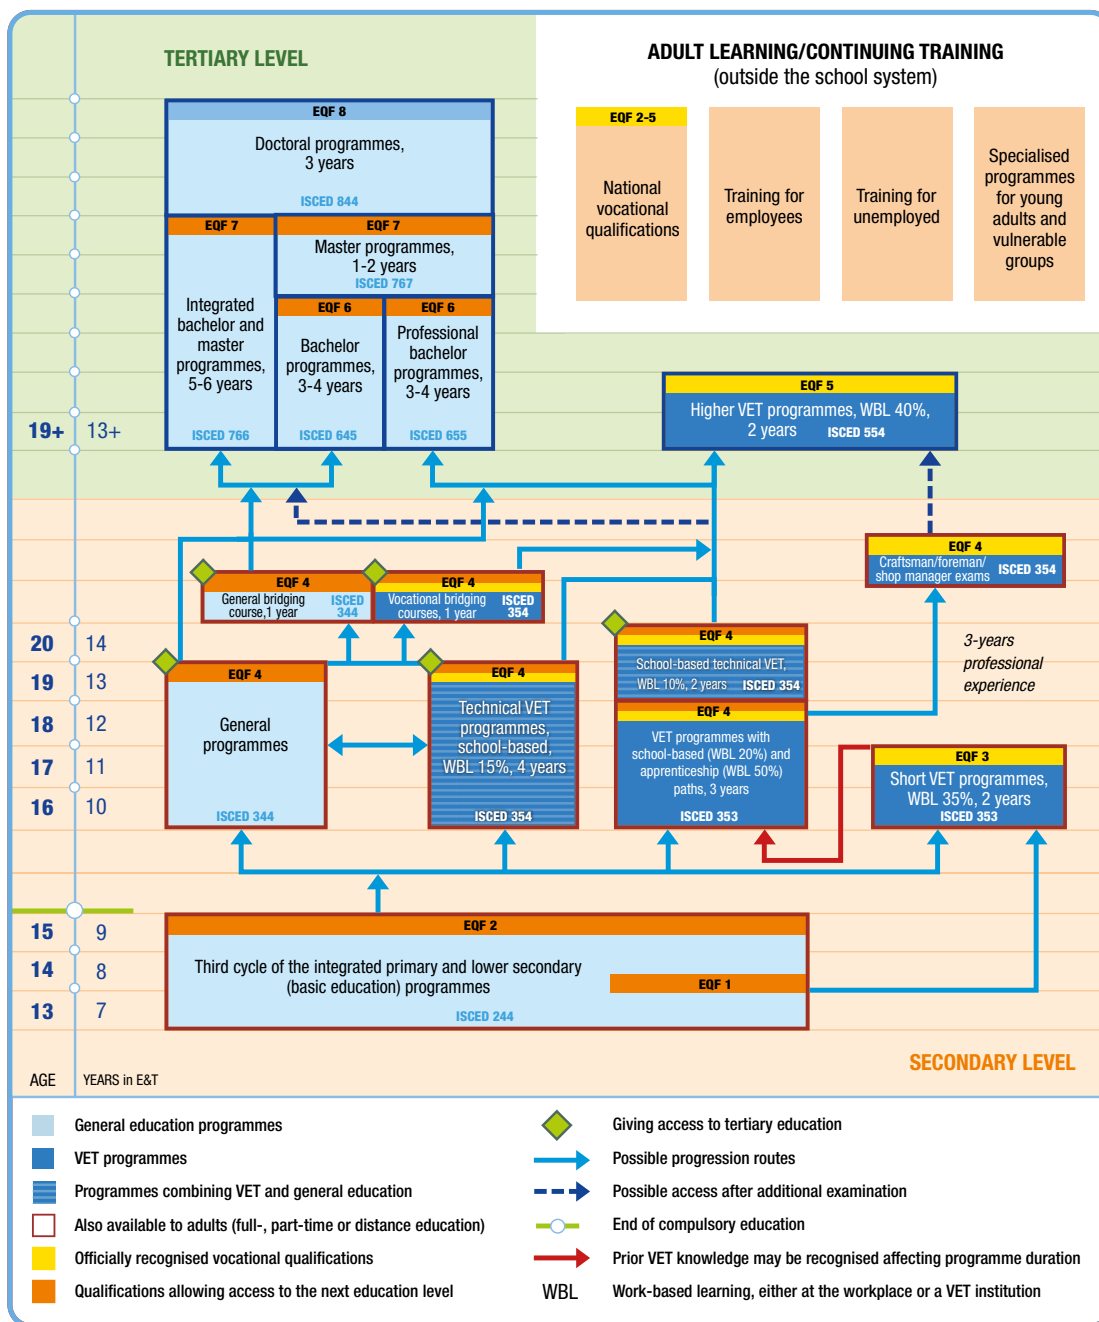 TERTIARY LEVEL
ADULT LEARNING/CONTINUING TRAINING
(outside the school system)
EQF 2-5
National
vocational
qualifications
Training for
employees
Training for
unemployed
Specialised
programmes
for young
adults and
vulnerable
groups
EQF 8
Doctoral programmes,
3 years
ISCED 844
EQF 7
Integrated
bachelor and
master
programmes,
5-6 years
ISCED 766
EQF 7
Master programmes,
1-2 years
ISCED 767
EQF 6
Bachelor
programmes,
3-4 years
ISCED 645
EQF 6
Professional
bachelor
programmes,
3-4 years
ISCED 655
EQF 5
Higher VET programmes, WBL 40%,
2 years ISCED 554
19+ 13+
EQF 4
General bridging
course,1 year
ISCED
344
EQF 4
Vocational bridging
courses, 1 year
ISCED
354
EQF 4
Craftsman/foreman/
shop manager exams
ISCED 354
3-years
professional
experience
EQF 4
School-based technical VET,
WBL 10%, 2 years ISCED 354
20 14
19 13
18 12
17 11
16 10
EQF 4
General
programmes
ISCED 344
EQF 4
Technical VET
programmes,
school-based,
WBL 15%, 4 years
ISCED 354
EQF 4
VET programmes with
school-based (WBL 20%) and
apprenticeship (WBL 50%)
paths, 3 years
ISCED 353
EQF 3
Short VET programmes,
WBL 35%, 2 years
ISCED 353
15 9
14 8
13 7
EQF 2
Third cycle of the integrated primary and lower secondary
(basic education) programmes
EQF 1
ISCED 244
SECONDARY LEVEL
AGE YEARS in E&T
General education programmes
VET programmes
Programmes combining VET and general education
Also available to adults (full-, part-time or distance education)
Officially recognised vocational qualifications
Qualifications allowing access to the next education level
Giving access to tertiary education
Possible progression routes
Possible access after additional examination
End of compulsory education
Prior VET knowledge may be recognised affecting programme duration
WBL Work-based learning, either at the workplace or a VET institution